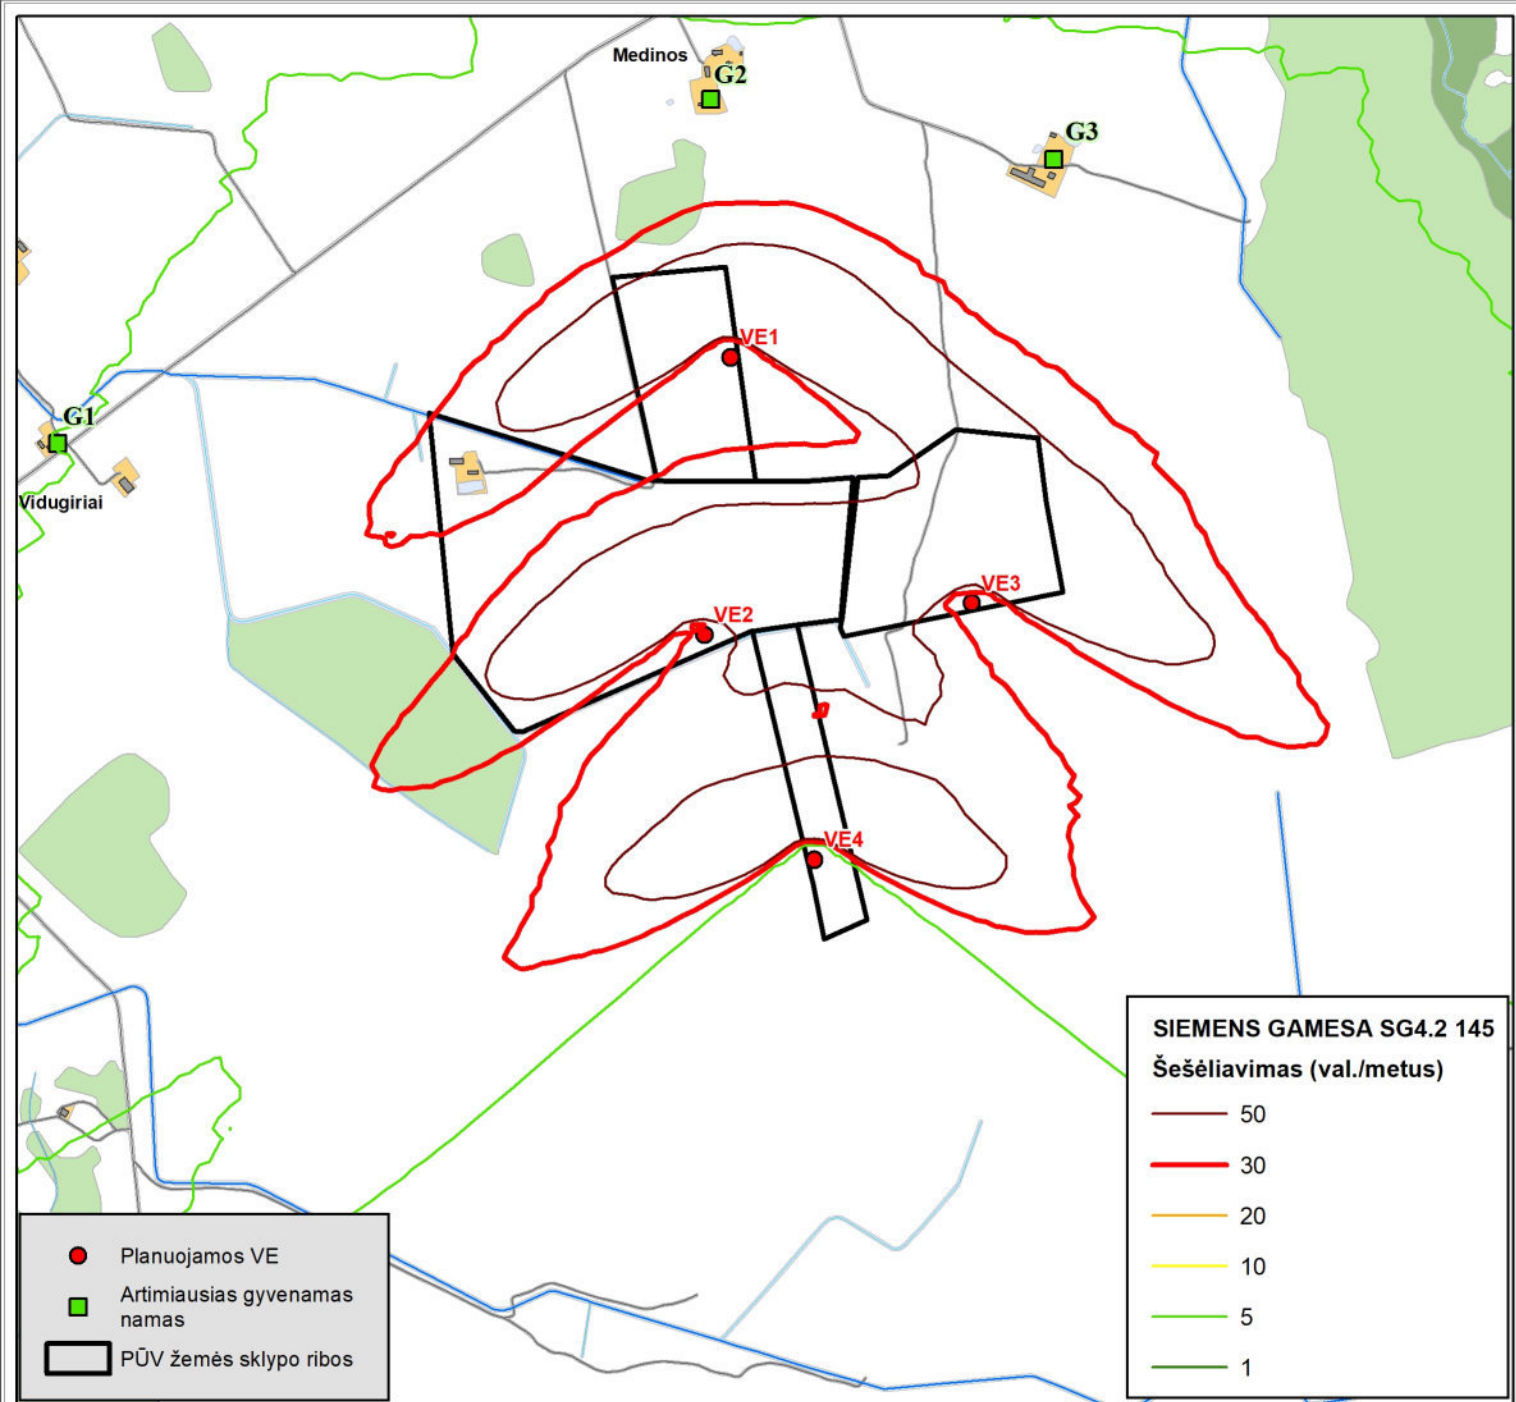 Medinos
G2
G3
VE1
G1
Vidugiriai
VE3
VE2
VE4
SIEMENS GAMESA SG4.2 145
Šešėliavimas (val./metus)
50
30
20
10
5
1
Planuojamos VE
Artimiausias gyvenamas
namas
PŪV žemės sklypo ribos